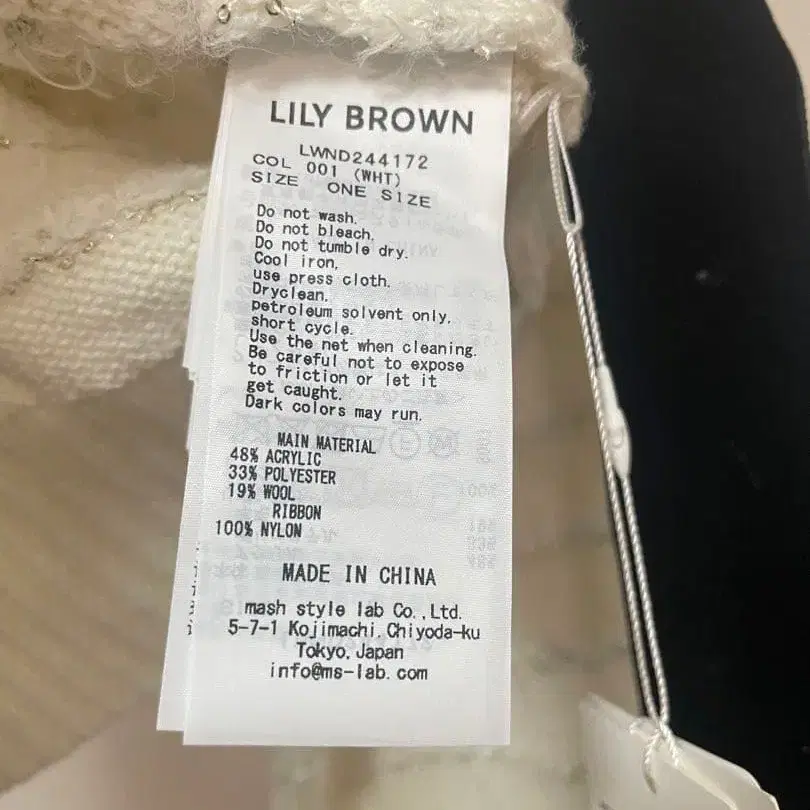 LILY BROWN
LWND244172
COL 001 (WHT)
SIZE ONE SIZE
Do not wash.
Do not bleach.
Do not tumble dry.
Cool iron,
use press cloth.
Dryclean,
petroleum solvent only,
short cycle.
Use the net when cleaning.
Be careful not to expose
to friction or let it
get caught.
Dark colors may run.
MAIN MATERIAL
48% ACRYLIC
33% POLYESTER
19% WOOL
RIBBON
100% NYLON
MADE IN CHINA
mash style lab Co.,Ltd.
5-7-1 Kojimachi, Chiyoda-ku
Tokyo, Japan
info@ms-lab.com